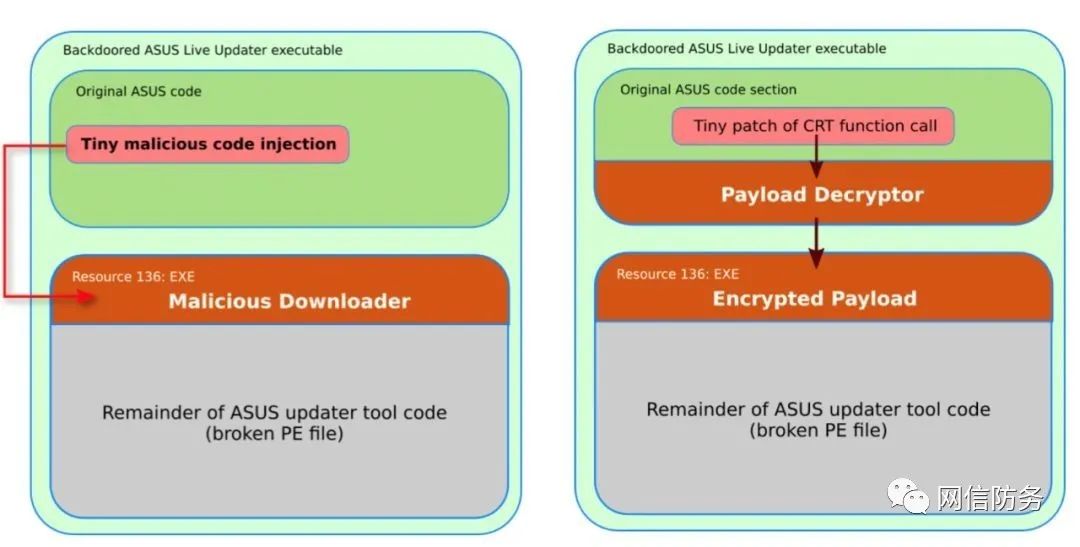 Backdoored ASUS Live Updater executable
Original ASUS code
Tiny malicious code injection
Resource 136: EXE
Malicious Downloader
Remainder of ASUS updater tool code
(broken PE file)
Backdoored ASUS Live Updater executable
Original ASUS code section
Tiny patch of CRT function call
Payload Decryptor
Resource 136: EXE
Encrypted Payload
Remainder of ASUS updater tool code
(broken PE file)
网信防务